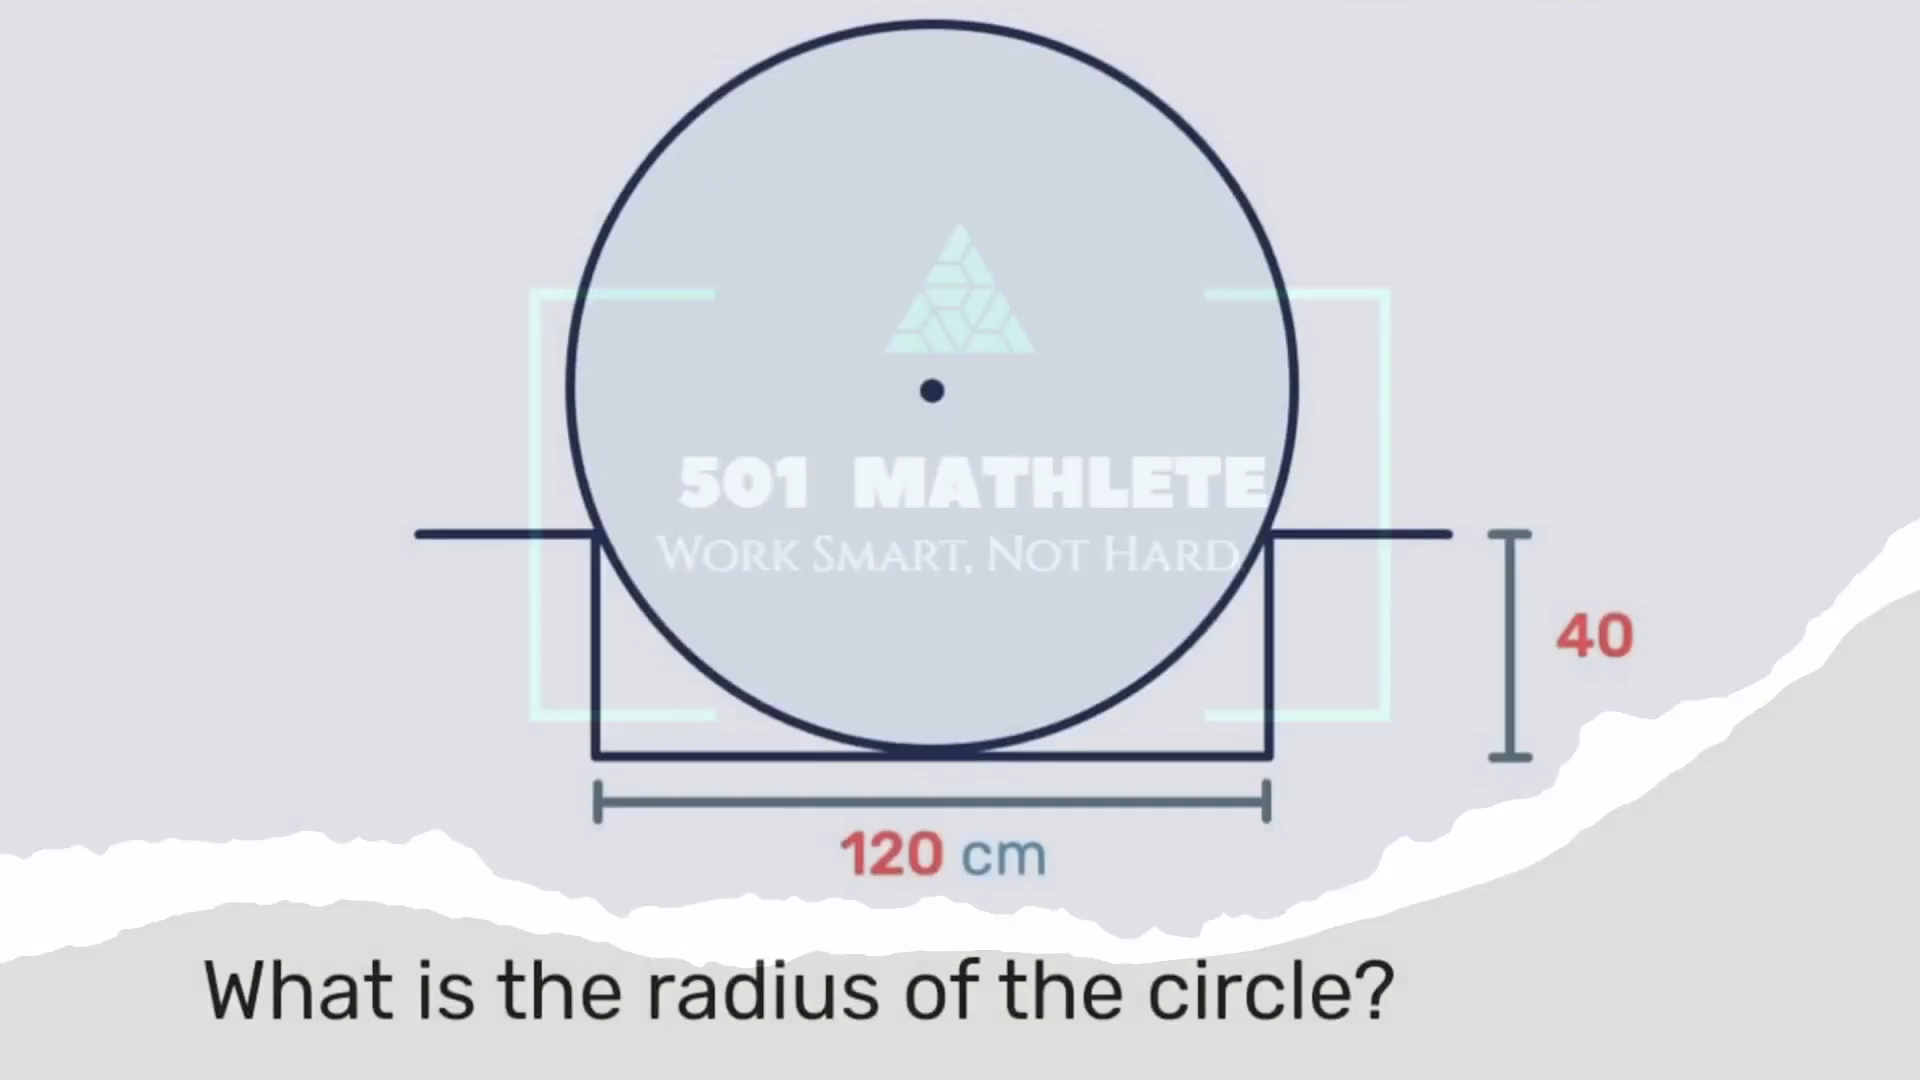 501 MATHLETE
WORK SMART, NOT HARD
40
120 cm
What is the radius of the circle?